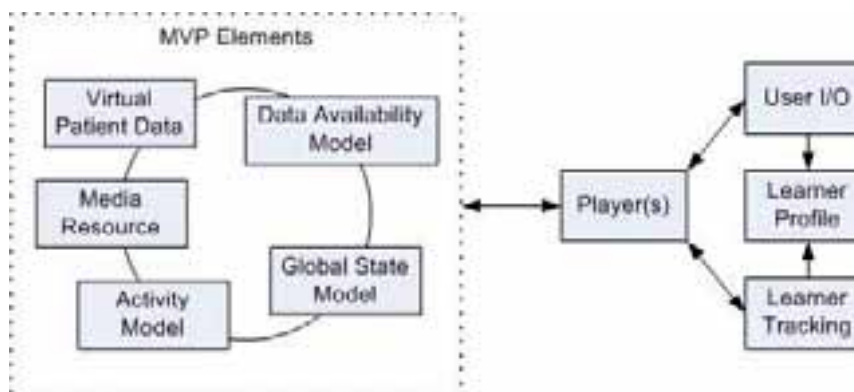 MVP Elements
Virtual
Patient Data
Data Availability
Model
Media
Resource
Global State
Model
Activity
Model
Player(s)
User I/O
Learner
Profile
Learner
Tracking